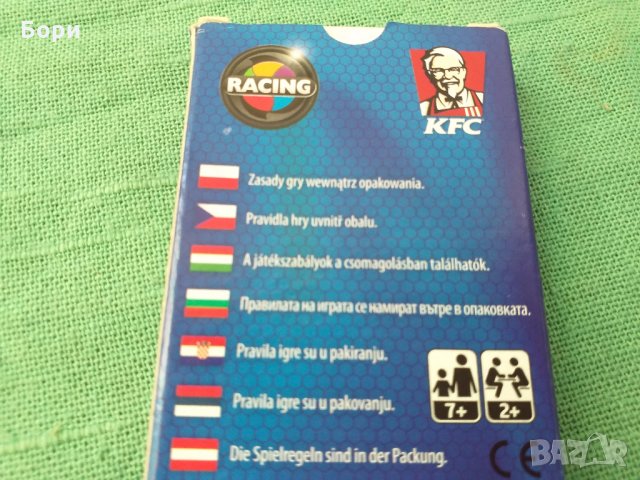 Бори
RACING
KFC
Zasady gry wewnątrz opakowania.
Pravidla hry uvnitř obalu.
A játékszabályok a csomagolásban találhatók.
Правилата на играта се намират вътре в опаковката.
Pravila igre su u pakiranju.
Pravila igre su u pakovanju.
Die Spielregeln sind in der Packung.
7+
2+
CE
BAZAR